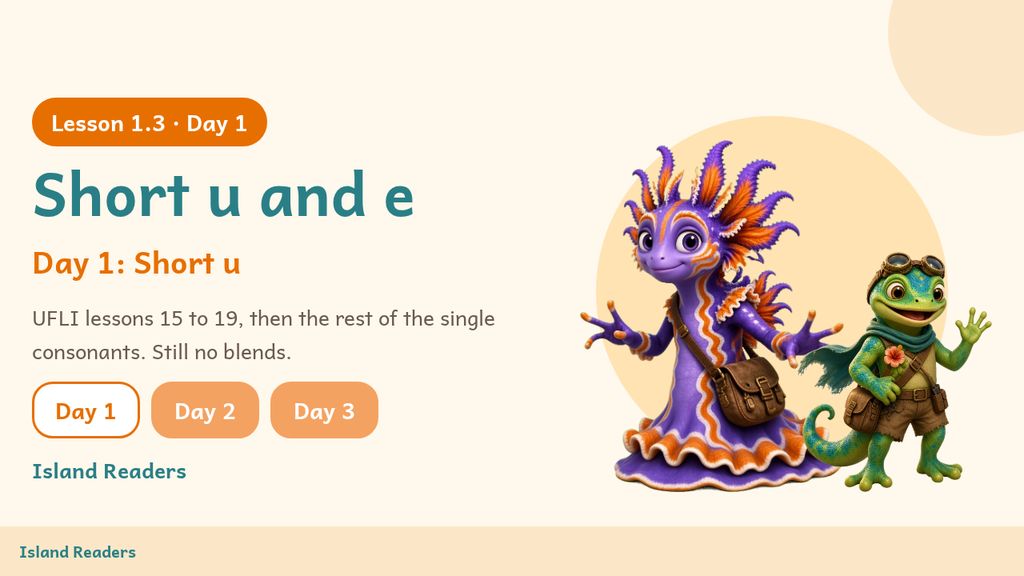 Lesson 1.3 · Day 1
Short u and e
Day 1: Short u
UFLI lessons 15 to 19, then the rest of the single
consonants. Still no blends.
Day 1
Day 2
Day 3
Island Readers
Island Readers